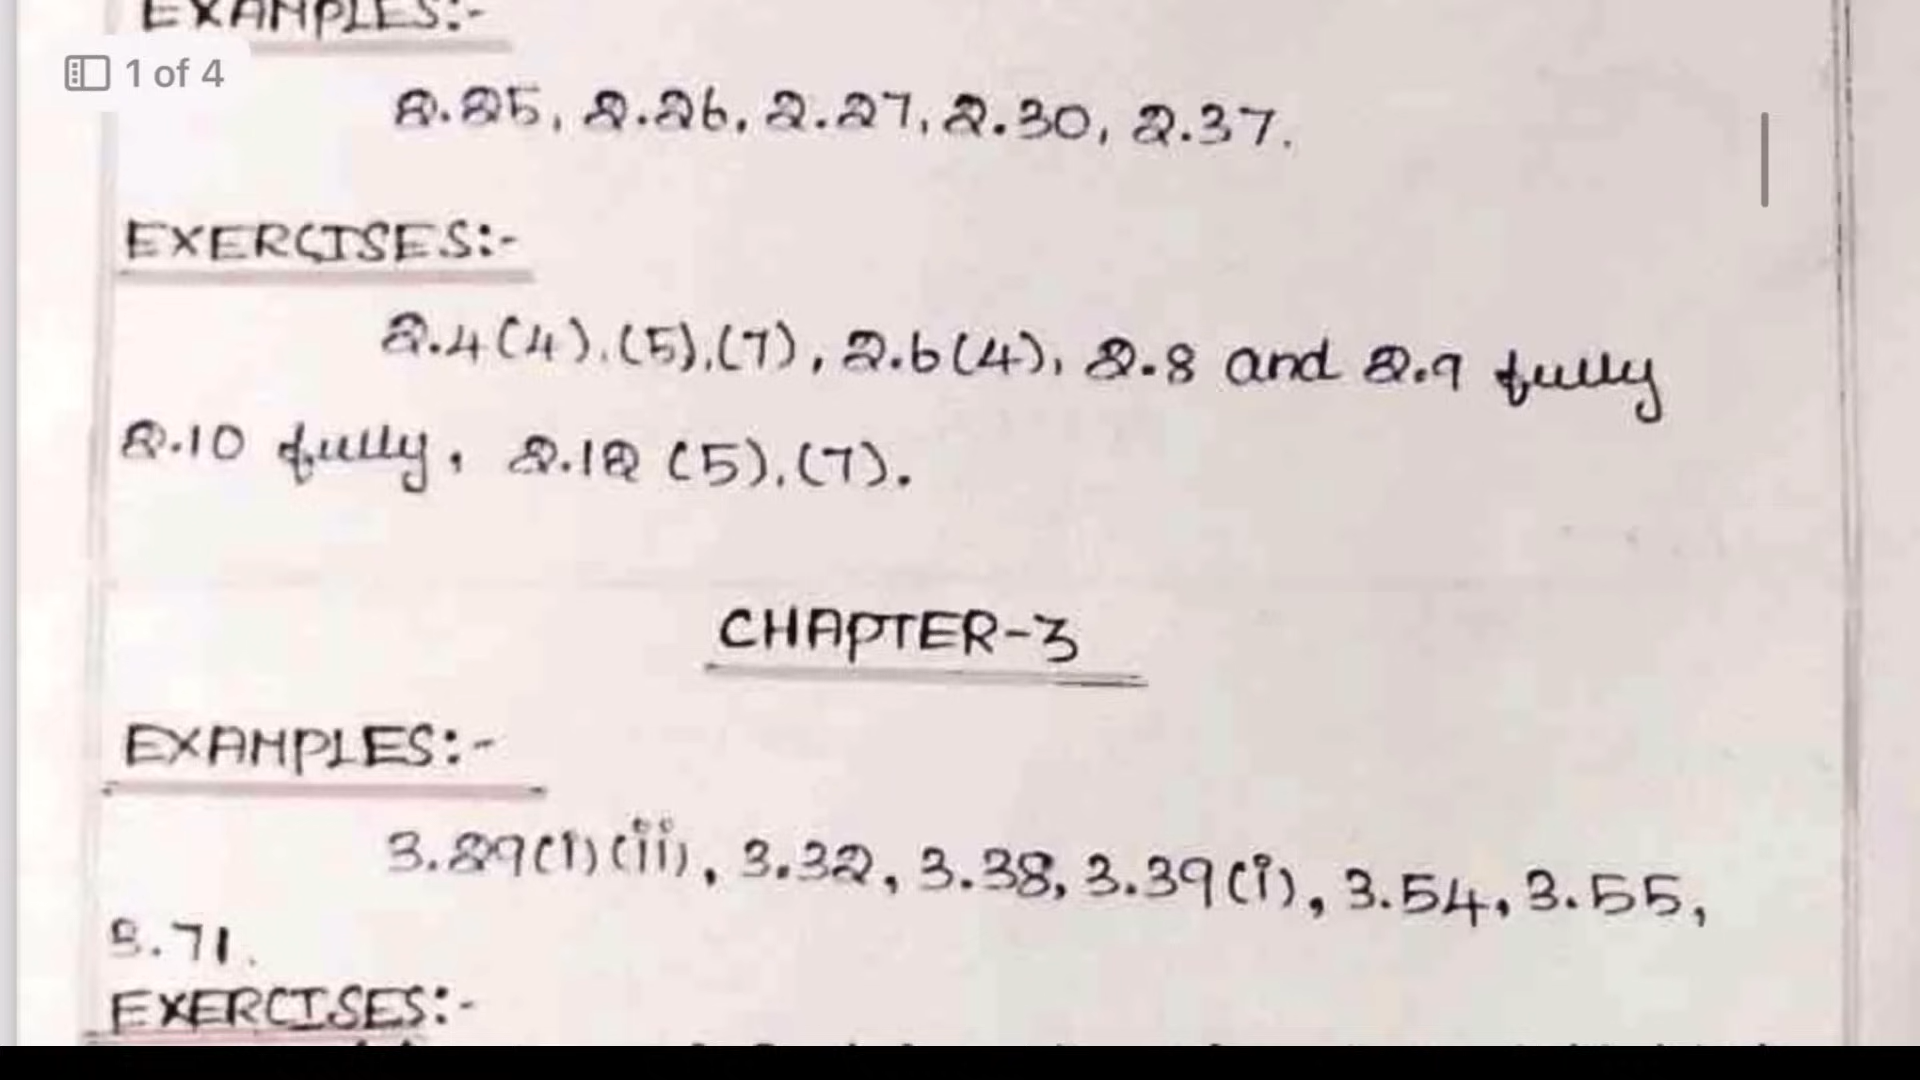 EXAMPLES:-
1 of 4
2.25, 2.26, 2.27, 2.30, 2.37.
EXERCISES:-
2.4(4),(5),(7), 2.6(4), 2.8 and 2.9 fully
2.10 fully, 2.12 (5),(7).
CHAPTER-3
EXAMPLES:-
3.29(i)(ii), 3.32, 3.38, 3.39(i), 3.54, 3.55,
3.71.
EXERCISES:-